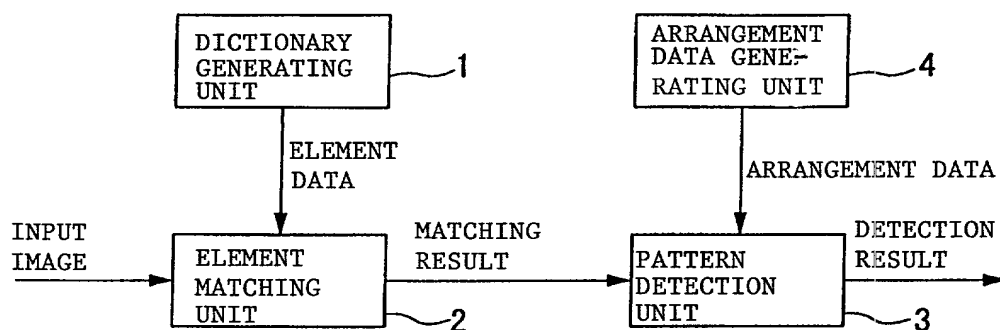 DICTIONARY
GENERATING
UNIT
1
ARRANGEMENT
DATA GENE-
RATING UNIT
4
ELEMENT
DATA
ARRANGEMENT DATA
INPUT
IMAGE
ELEMENT
MATCHING
UNIT
2
MATCHING
RESULT
PATTERN
DETECTION
UNIT
3
DETECTION
RESULT